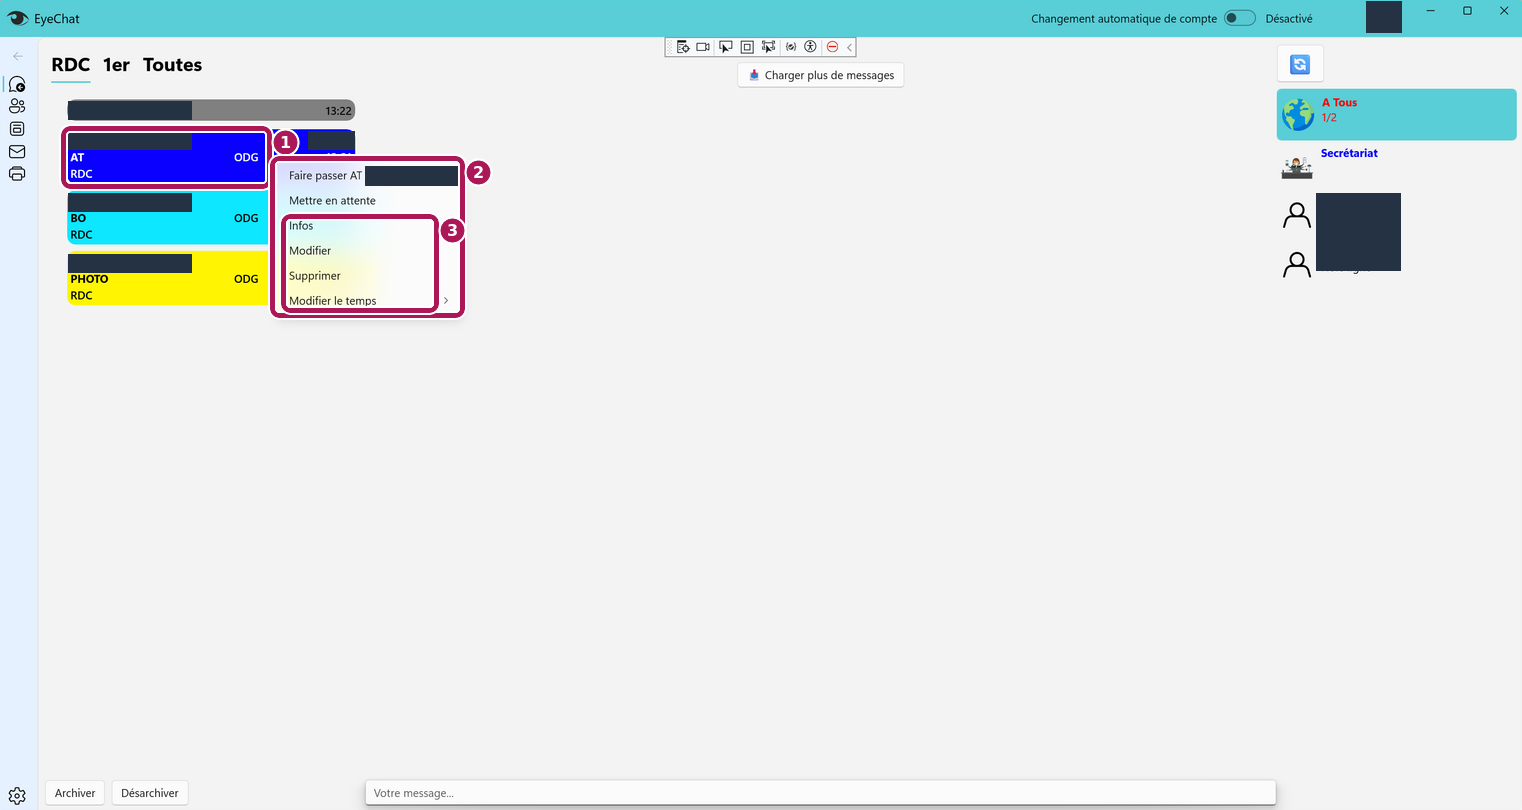 EyeChat
Changement automatique de compte
Désactivé
RDC 1er Toutes
Charger plus de messages
13:22
1
AT ODG
RDC
2
Faire passer AT
Mettre en attente
3
Infos
Modifier
Supprimer
Modifier le temps
BO ODG
RDC
PHOTO ODG
RDC
A Tous
1/2
Secrétariat
Archiver
Désarchiver
Votre message...